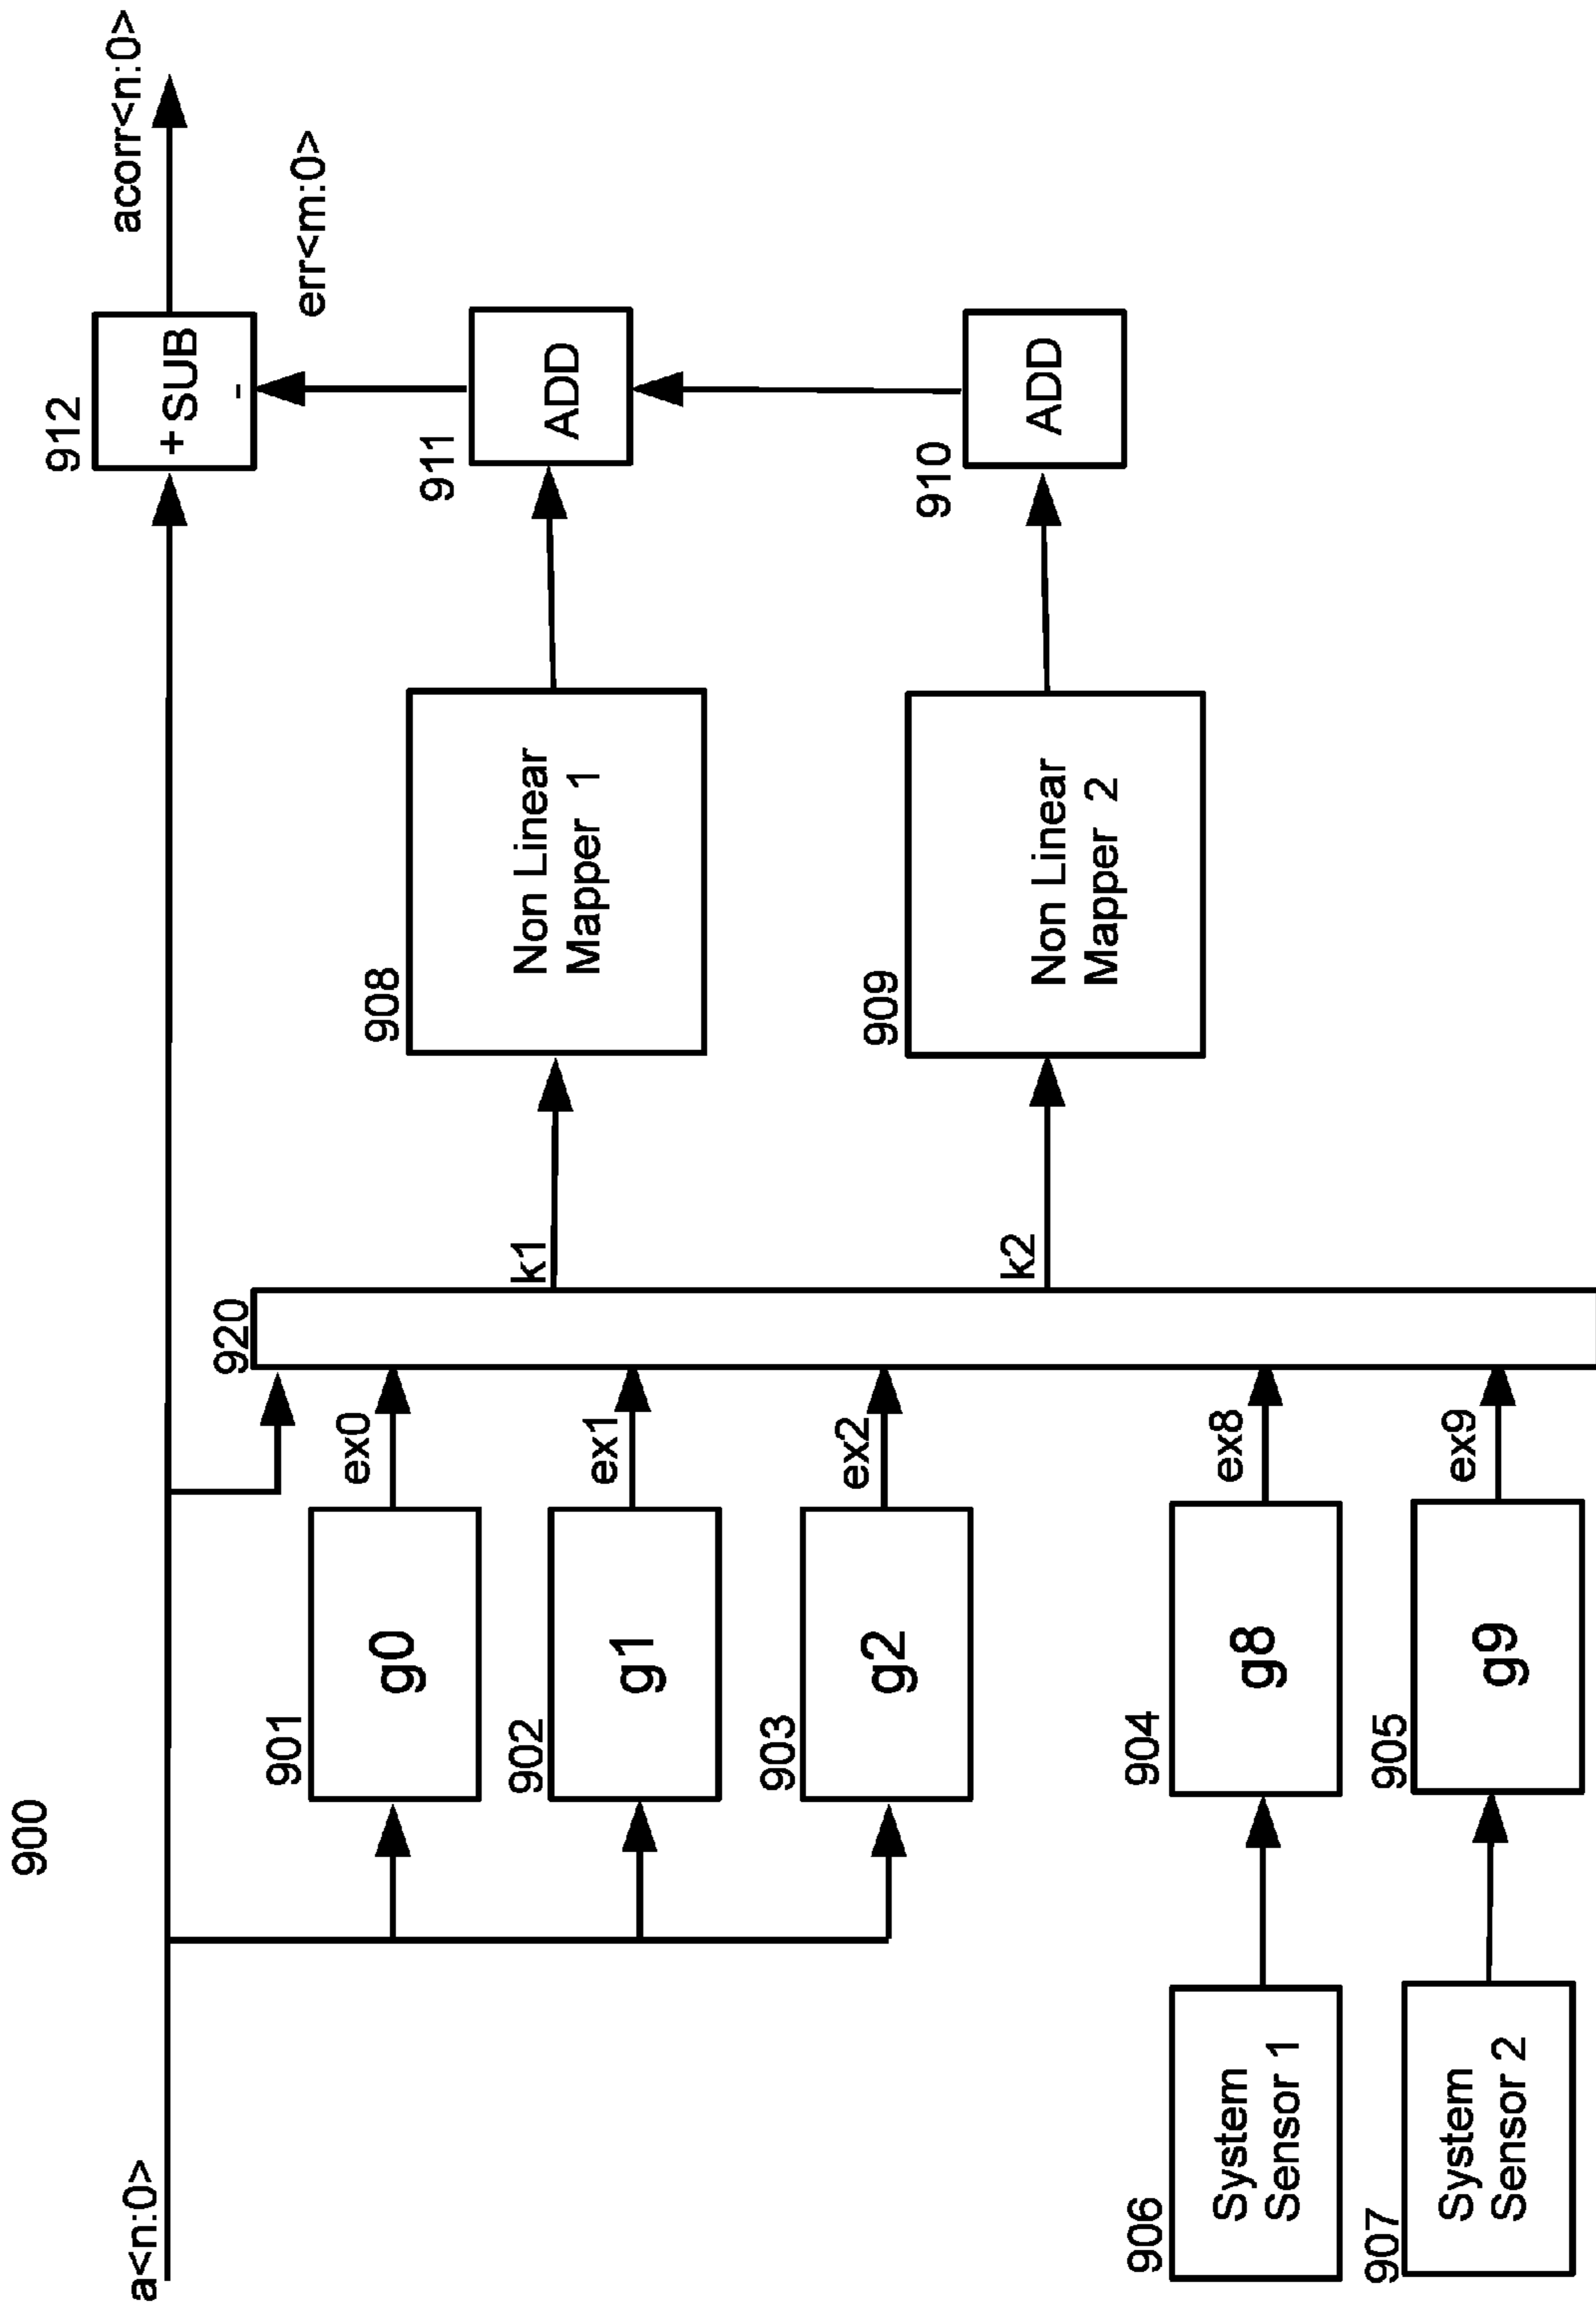 900
a<n:0>
acorr<n:0>
912
+ SUB
-
err<m:0>
920
901
g0
ex0
k1
908
Non Linear
Mapper 1
911
ADD
902
g1
ex1
903
g2
ex2
k2
909
Non Linear
Mapper 2
910
ADD
906
System
Sensor 1
904
g8
ex8
907
System
Sensor 2
905
g9
ex9